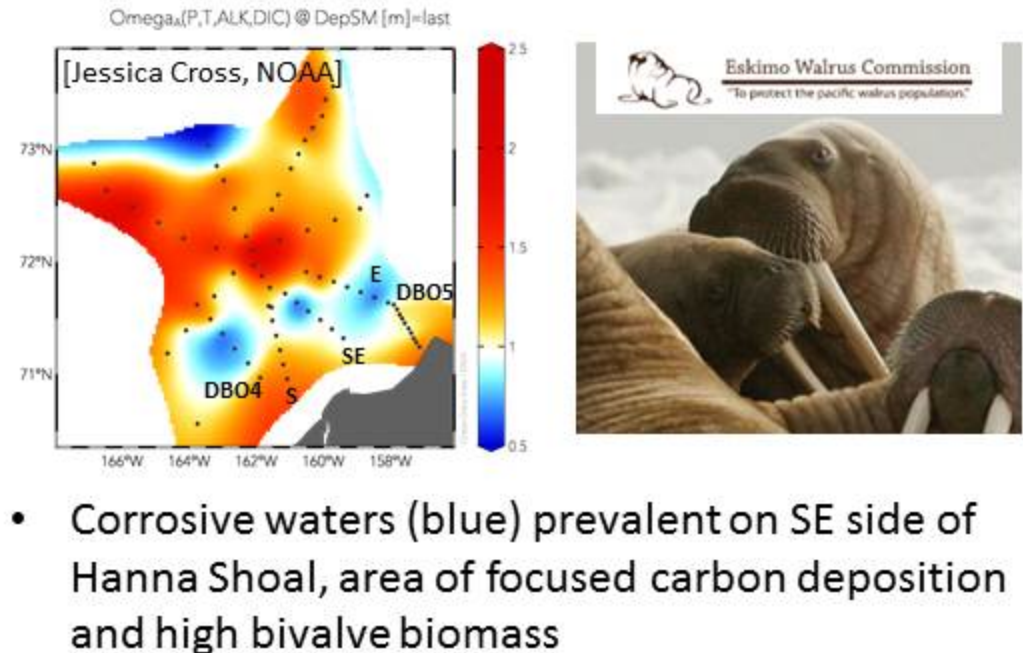 Omega_A(P,T,ALK,DIC) @ DepSM [m]=last
[Jessica Cross, NOAA]
Eskimo Walrus Commission
"To protect the pacific walrus population."
2.5
73°N
2
72°N
1.5
E
DBO5
1
SE
71°N
DBO4
S
0.5
166°W 164°W 162°W 160°W 158°W
• Corrosive waters (blue) prevalent on SE side of
Hanna Shoal, area of focused carbon deposition
and high bivalve biomass